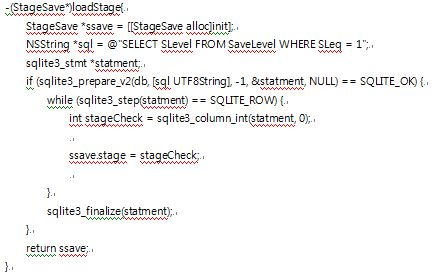 -(StageSave*)loadStage{
StageSave *ssave = [[StageSave alloc]init];
NSString *sql = @"SELECT SLevel FROM SaveLevel WHERE SLeq = 1";
sqlite3_stmt *statment;
if (sqlite3_prepare_v2(db, [sql UTF8String], -1, &statment, NULL) == SQLITE_OK) {
while (sqlite3_step(statment) == SQLITE_ROW) {
int stageCheck = sqlite3_column_int(statment, 0);
ssave.stage = stageCheck;
}
sqlite3_finalize(statment);
}
return ssave;
}